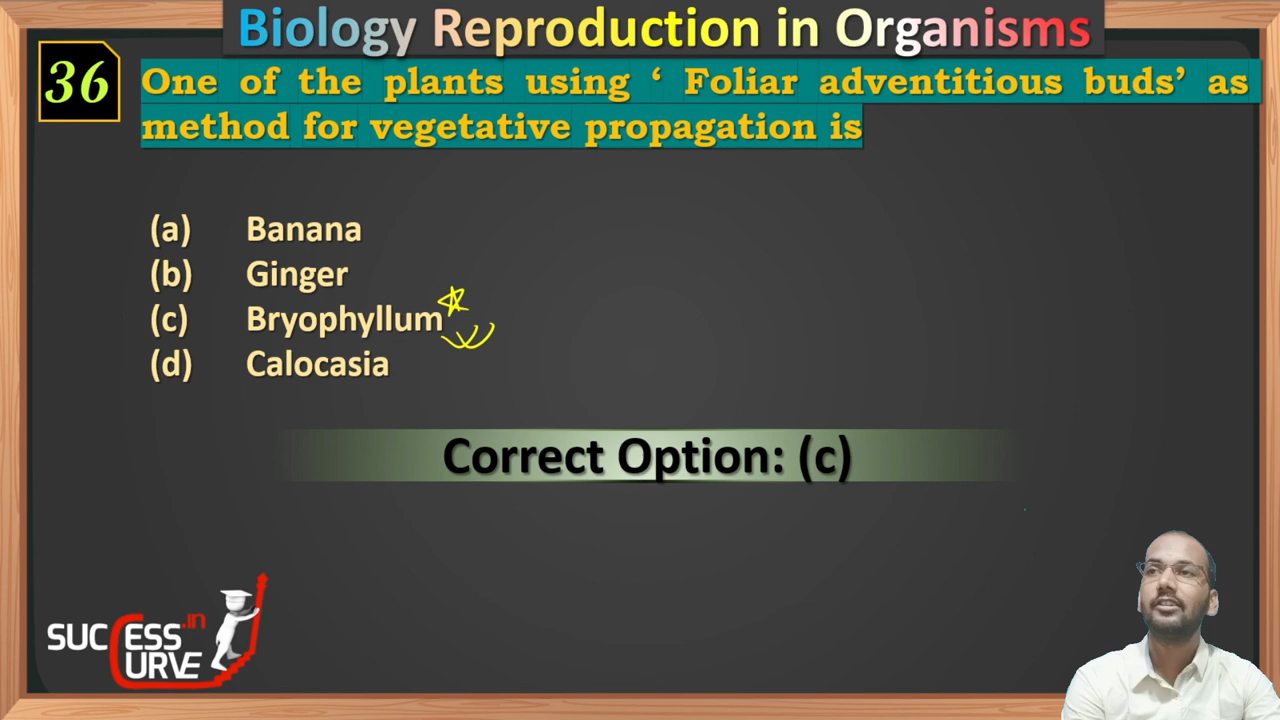 Biology Reproduction in Organisms
36
One of the plants using ‘ Foliar adventitious buds’ as
method for vegetative propagation is
(a) Banana
(b) Ginger
(c) Bryophyllum
(d) Calocasia
Correct Option: (c)
SUCCESS.in
CURVE